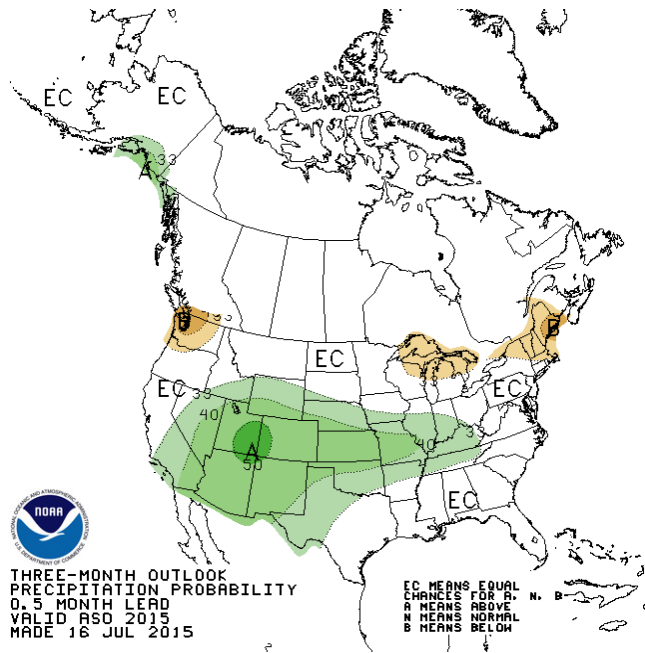 EC
EC
A
33
33
B
B
EC
EC
33
EC
40
33
40
A
50
EC
NATIONAL OCEANIC AND ATMOSPHERIC ADMINISTRATION
NOAA
U.S. DEPARTMENT OF COMMERCE
THREE-MONTH OUTLOOK
PRECIPITATION PROBABILITY
0.5 MONTH LEAD
VALID ASO 2015
MADE 16 JUL 2015
EC MEANS EQUAL
CHANCES FOR A, N, B
A MEANS ABOVE
N MEANS NORMAL
B MEANS BELOW